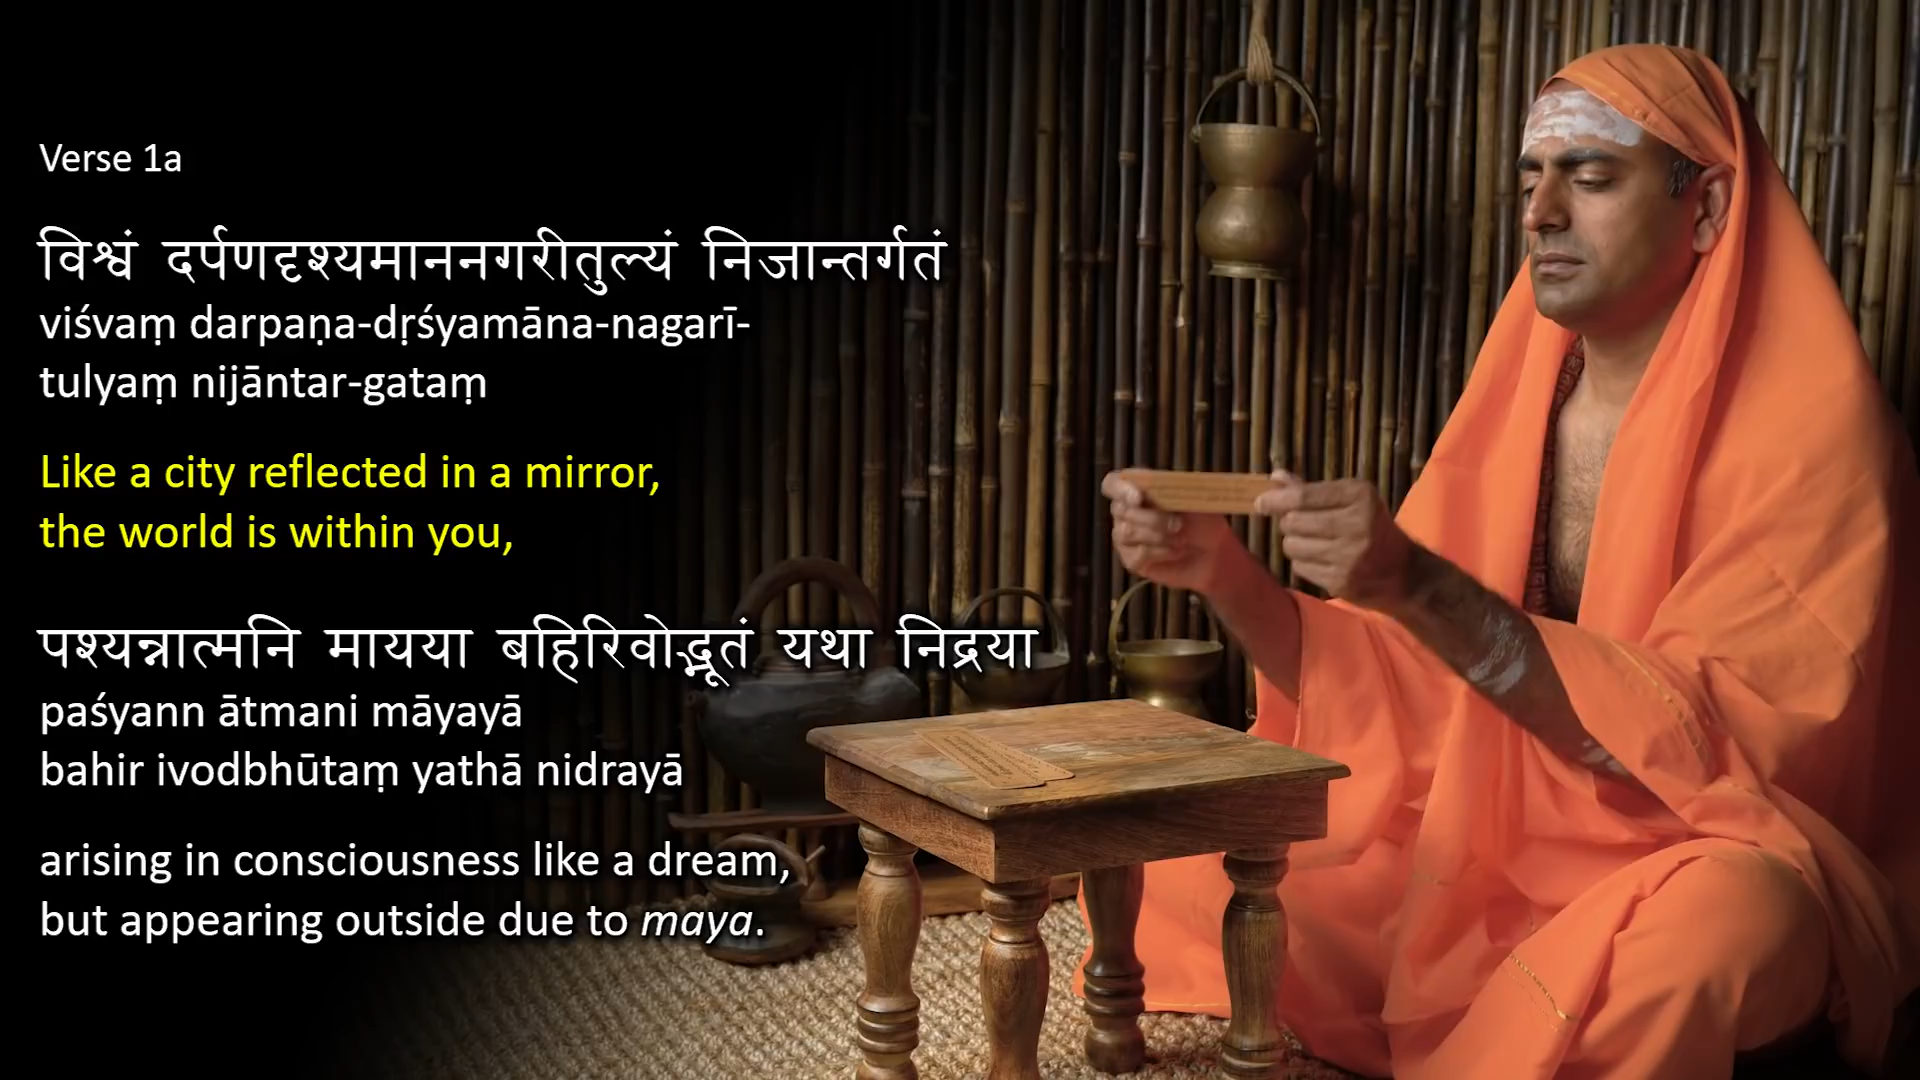 Verse 1a
विश्वं दर्पणदृश्यमाननगरीतुल्यं निजान्तर्गतं
viśvaṃ darpaṇa-dṛśyamāna-nagarī-
tulyaṃ nijāntar-gataṃ
Like a city reflected in a mirror,
the world is within you,
पश्यन्नात्मनि मायया बहिरिवोद्भूतं यथा निद्रया
paśyann ātmani māyayā
bahir ivodbhūtaṃ yathā nidrayā
arising in consciousness like a dream,
but appearing outside due to maya.